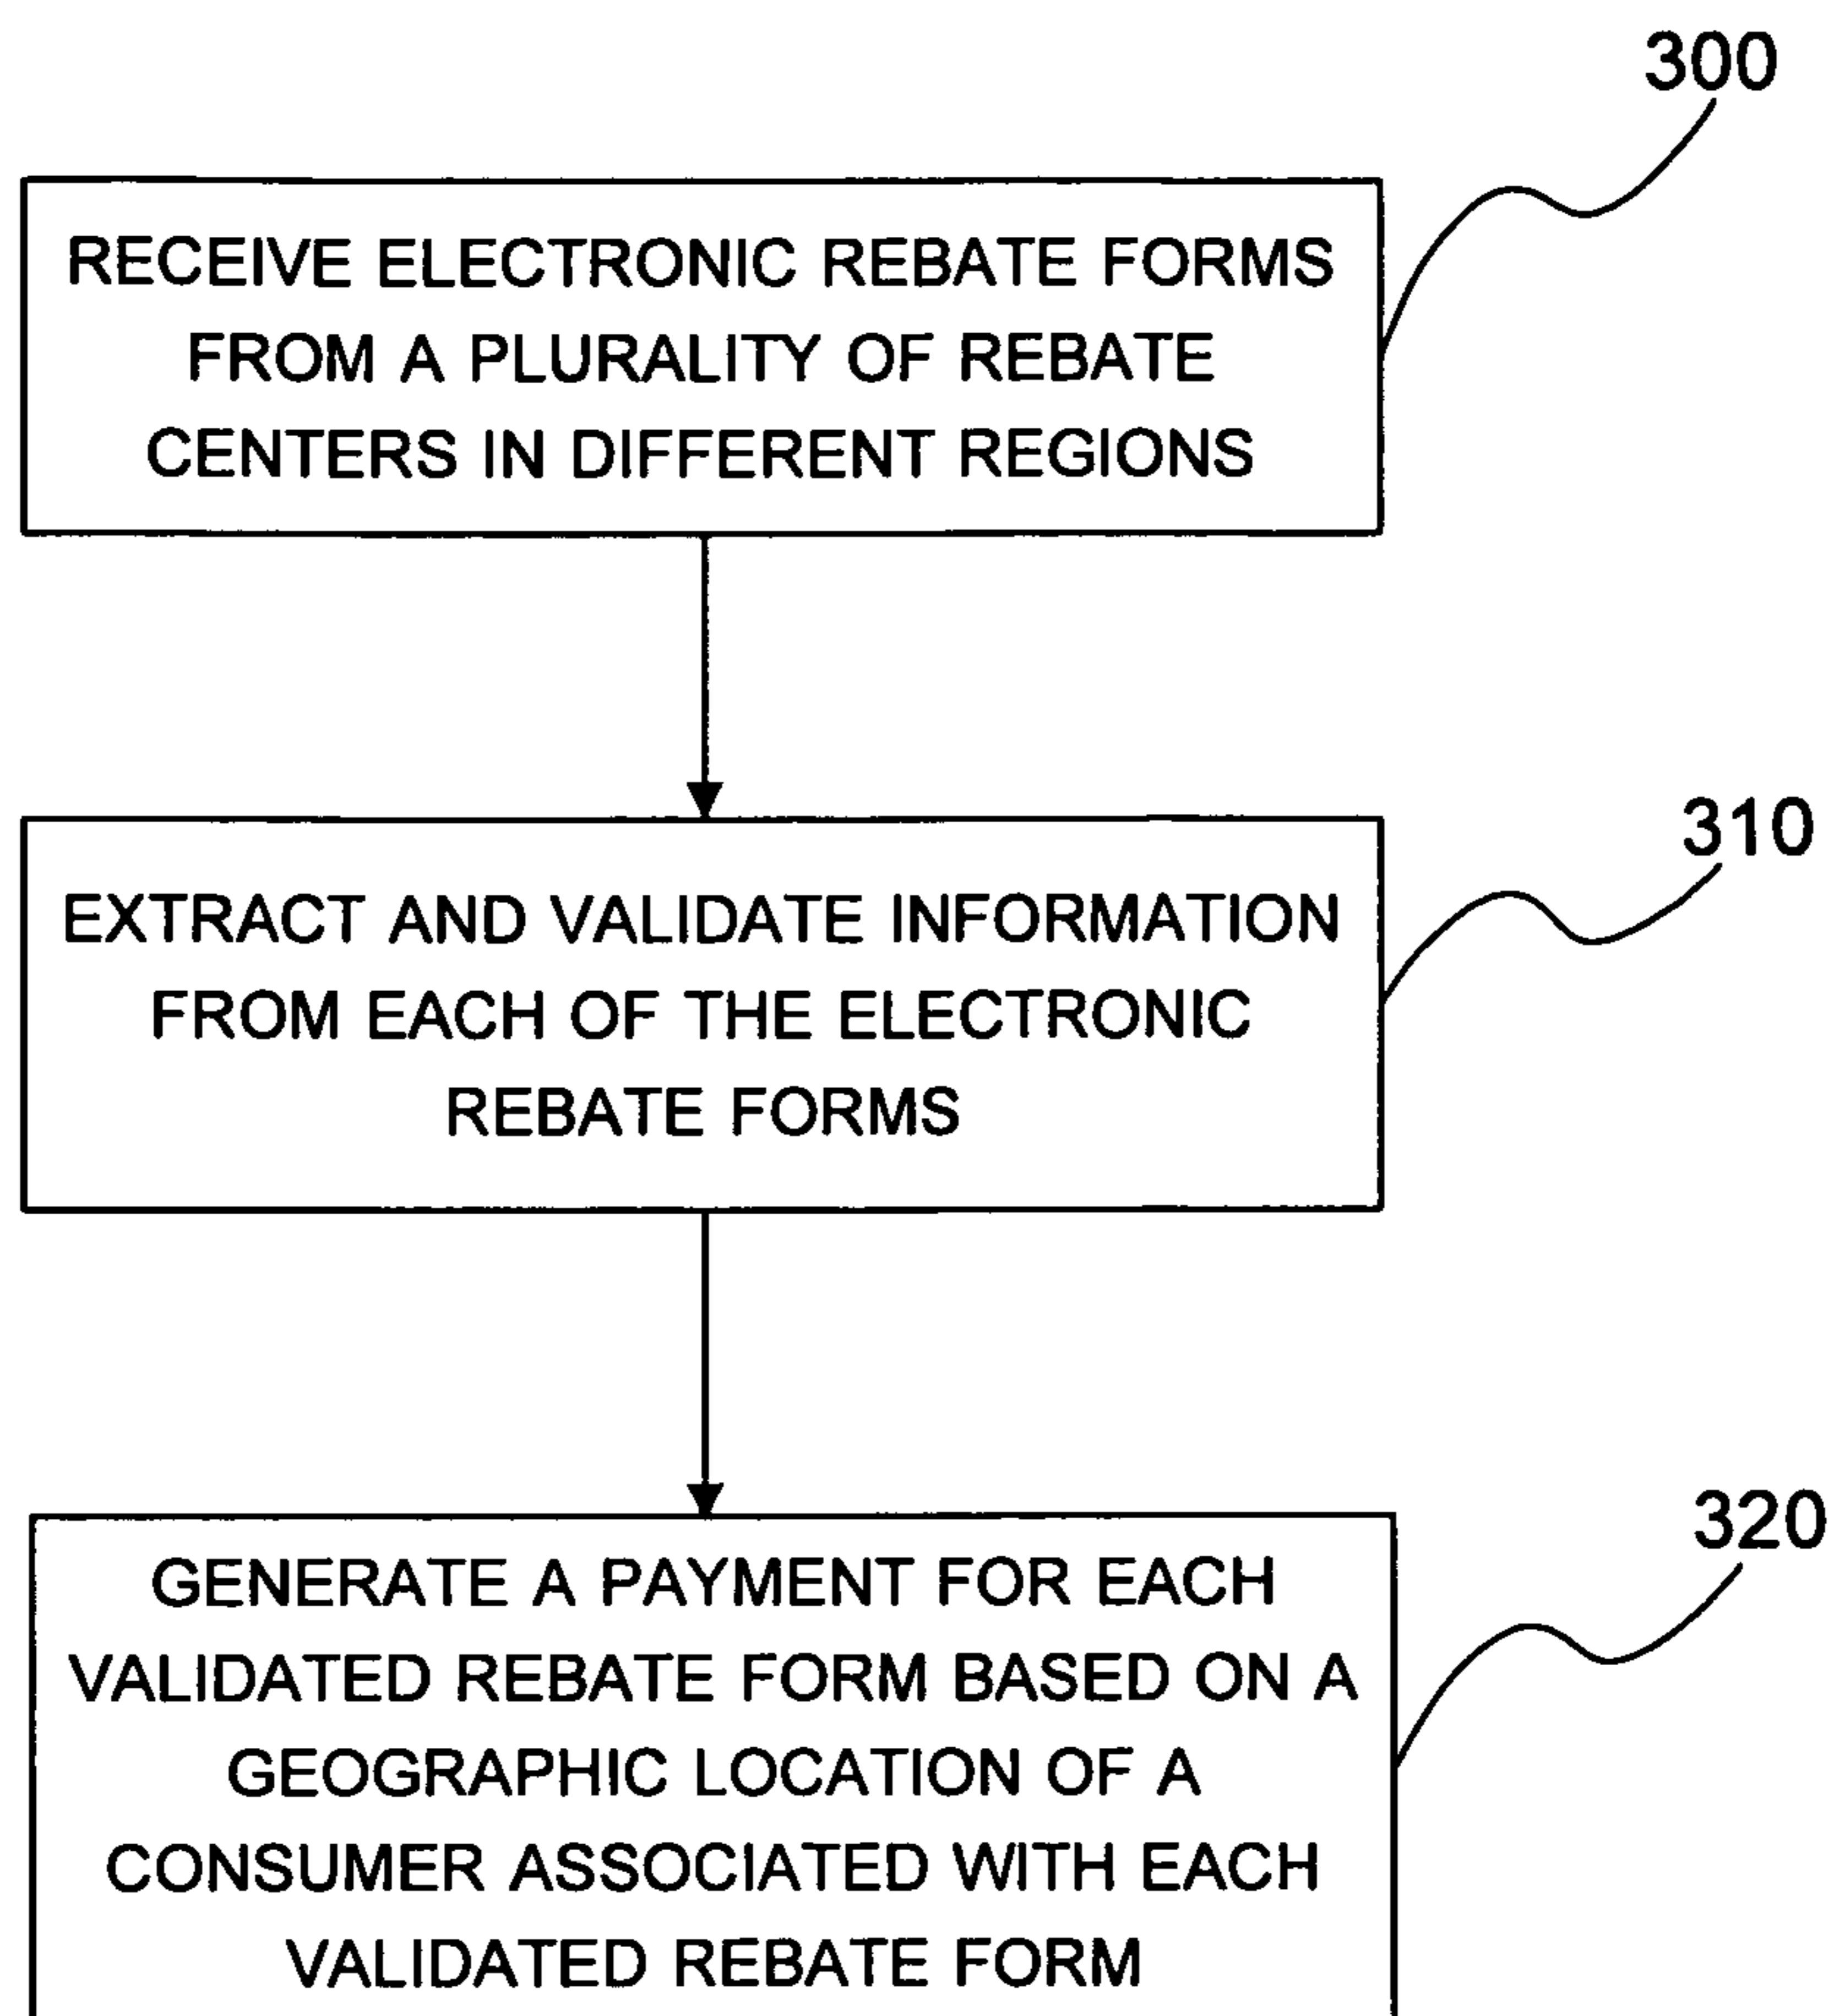 300
RECEIVE ELECTRONIC REBATE FORMS
FROM A PLURALITY OF REBATE
CENTERS IN DIFFERENT REGIONS
310
EXTRACT AND VALIDATE INFORMATION
FROM EACH OF THE ELECTRONIC
REBATE FORMS
320
GENERATE A PAYMENT FOR EACH
VALIDATED REBATE FORM BASED ON A
GEOGRAPHIC LOCATION OF A
CONSUMER ASSOCIATED WITH EACH
VALIDATED REBATE FORM